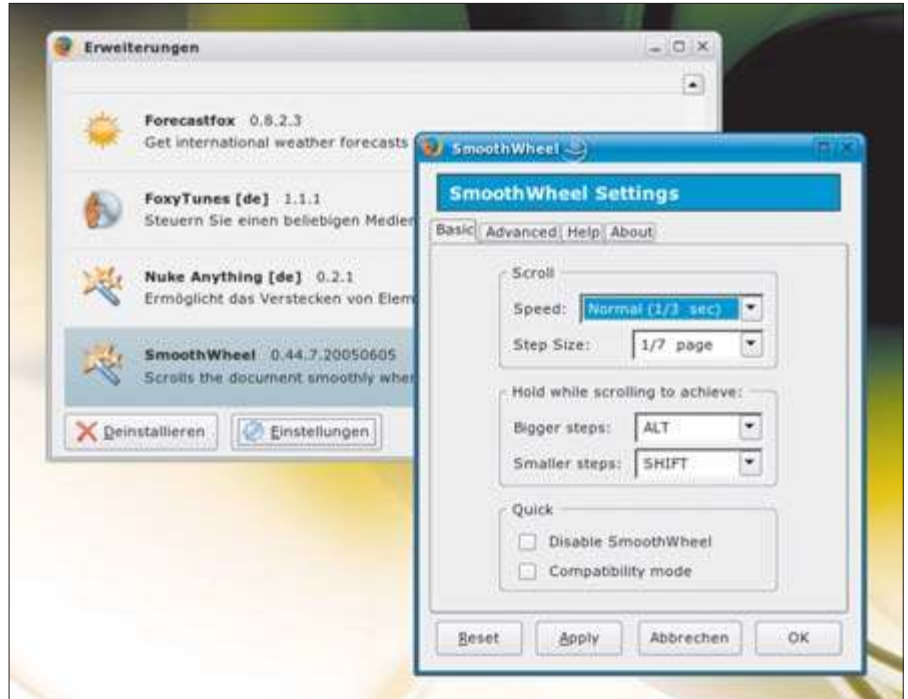 Erweiterungen
Forecastfox 0.8.2.3
Get international weather forecasts
FoxyTunes [de] 1.1.1
Steuern Sie einen beliebigen Medien
Nuke Anything [de] 0.2.1
Ermöglicht das Verstecken von Elem
SmoothWheel 0.44.7.20050605
Scrolls the document smoothly when
Deinstallieren
Einstellungen
SmoothWheel
SmoothWheel Settings
Basic Advanced Help About
Scroll
Speed: Normal (1/3 sec)
Step Size: 1/7 page
Hold while scrolling to achieve:
Bigger steps: ALT
Smaller steps: SHIFT
Quick
Disable SmoothWheel
Compatibility mode
Reset Apply Abbrechen OK